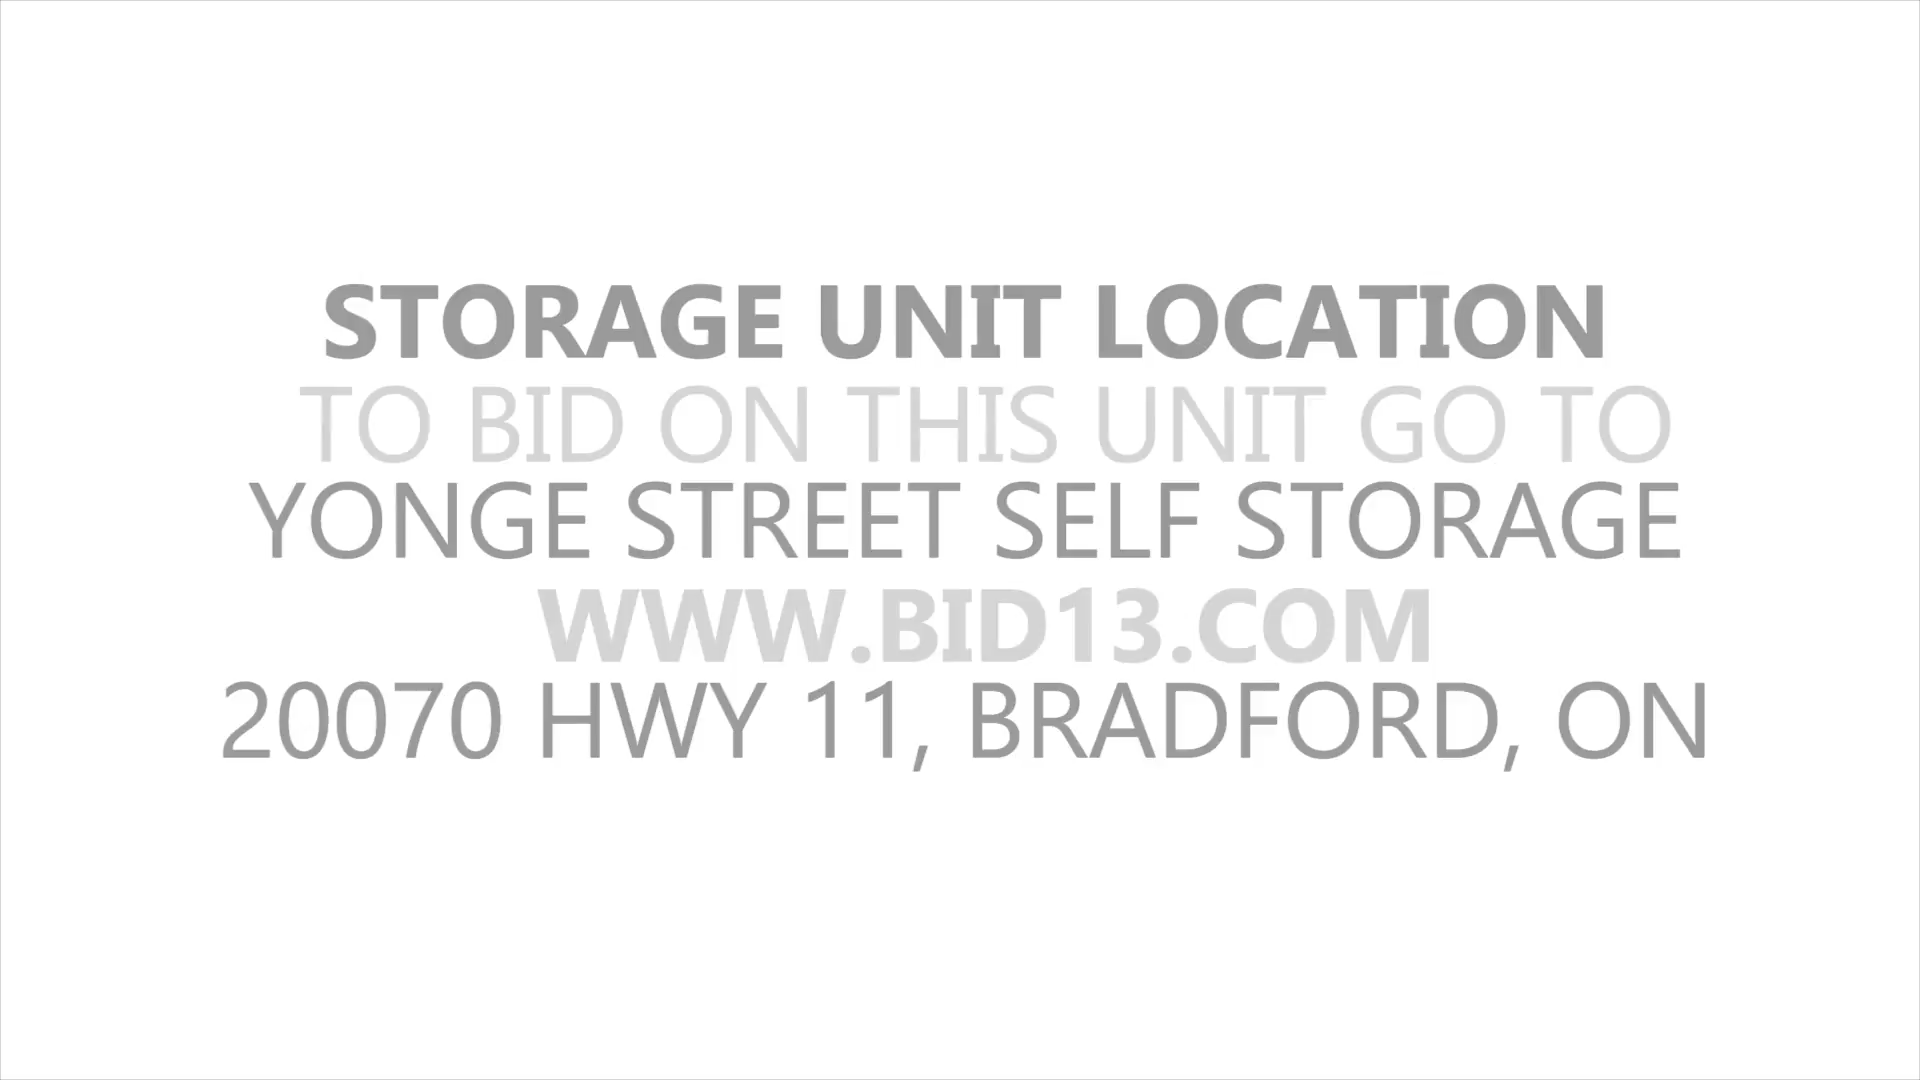 STORAGE UNIT LOCATION
TO BID ON THIS UNIT GO TO
YONGE STREET SELF STORAGE
WWW.BID13.COM
20070 HWY 11, BRADFORD, ON